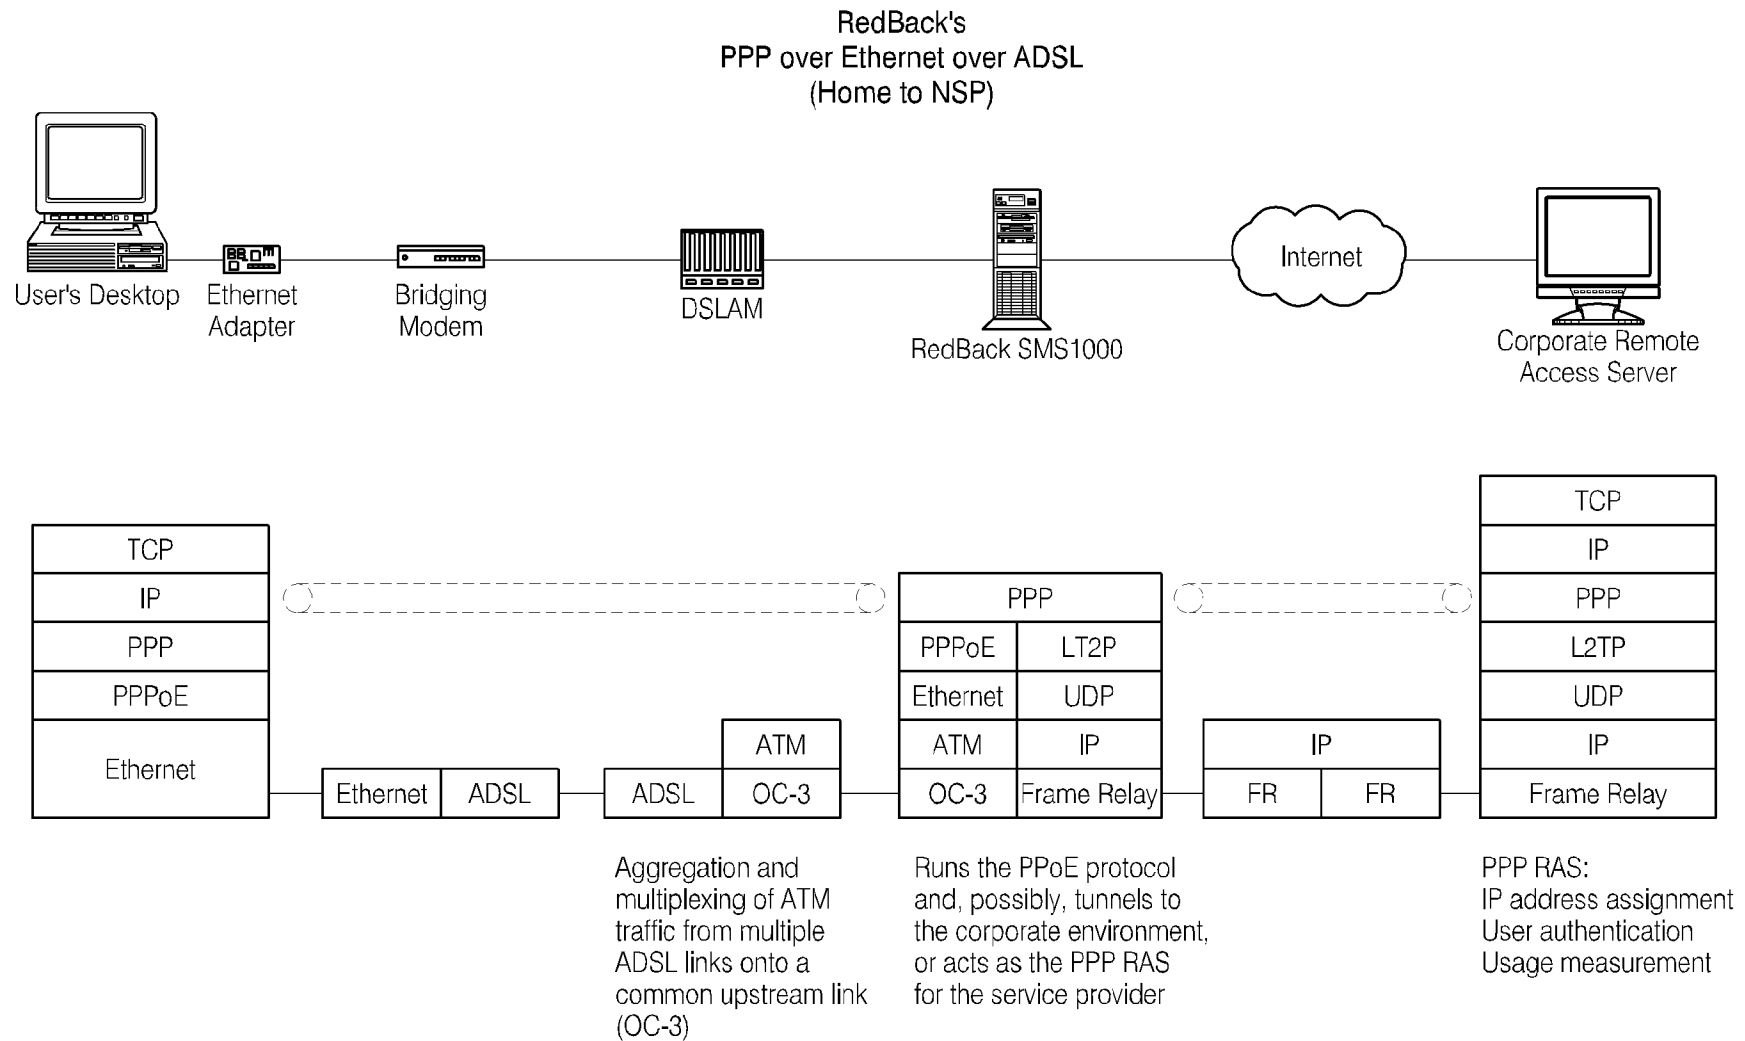 RedBack's
PPP over Ethernet over ADSL
(Home to NSP)
User's Desktop
Ethernet
Adapter
Bridging
Modem
DSLAM
RedBack SMS1000
Internet
Corporate Remote
Access Server
TCP
IP
PPP
PPPoE
Ethernet
Ethernet
ADSL
ADSL
ATM
OC-3
PPP
PPPoE
LT2P
Ethernet
UDP
ATM
IP
OC-3
Frame Relay
IP
FR
FR
TCP
IP
PPP
L2TP
UDP
IP
Frame Relay
Aggregation and
multiplexing of ATM
traffic from multiple
ADSL links onto a
common upstream link
(OC-3)
Runs the PPoE protocol
and, possibly, tunnels to
the corporate environment,
or acts as the PPP RAS
for the service provider
PPP RAS:
IP address assignment
User authentication
Usage measurement